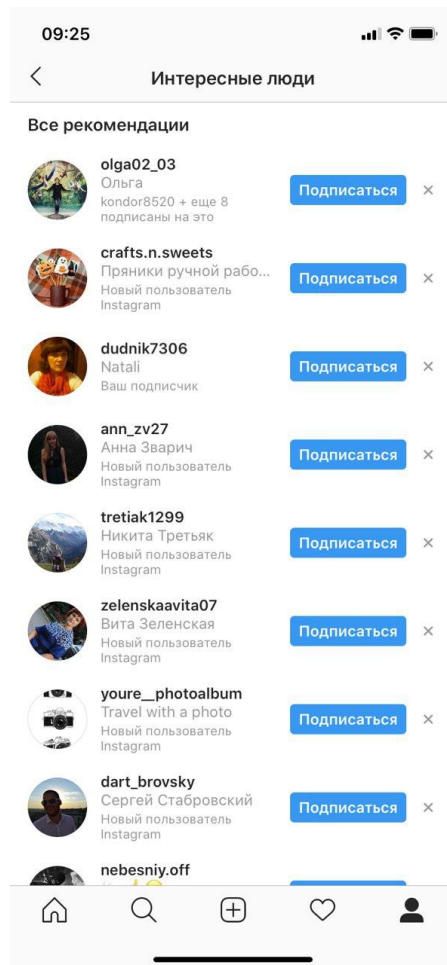 09:25
Интересные люди
Все рекомендации
olga02_03
Ольга
kondor8520 + еще 8
подписаны на это
Подписаться
crafts.n.sweets
Пряники ручной рабо...
Новый пользователь
Instagram
Подписаться
dudnik7306
Natali
Ваш подписчик
Подписаться
ann_zv27
Анна Зварич
Новый пользователь
Instagram
Подписаться
tretiak1299
Никита Третьяк
Новый пользователь
Instagram
Подписаться
zelenskaavita07
Вита Зеленская
Новый пользователь
Instagram
Подписаться
youre__photoalbum
Travel with a photo
Новый пользователь
Instagram
Подписаться
dart_brovsky
Сергей Стабровский
Новый пользователь
Instagram
Подписаться
nebesniy.off